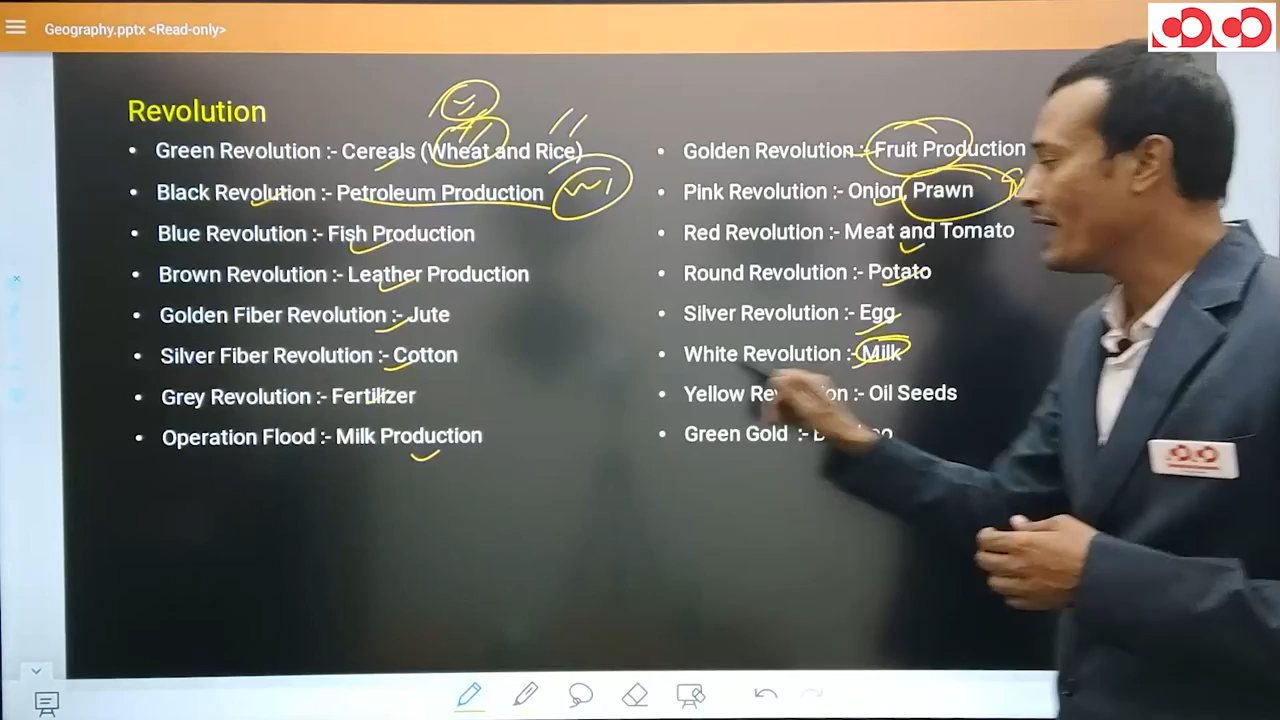 Geography.pptx <Read-only>
Revolution
• Green Revolution :- Cereals (Wheat and Rice)
• Black Revolution :- Petroleum Production
• Blue Revolution :- Fish Production
• Brown Revolution :- Leather Production
• Golden Fiber Revolution :- Jute
• Silver Fiber Revolution :- Cotton
• Grey Revolution :- Fertilizer
• Operation Flood :- Milk Production
• Golden Revolution :- Fruit Production
• Pink Revolution :- Onion, Prawn
• Red Revolution :- Meat and Tomato
• Round Revolution :- Potato
• Silver Revolution :- Egg
• White Revolution :- Milk
• Yellow :- Oil Seeds
• Green Gold :-